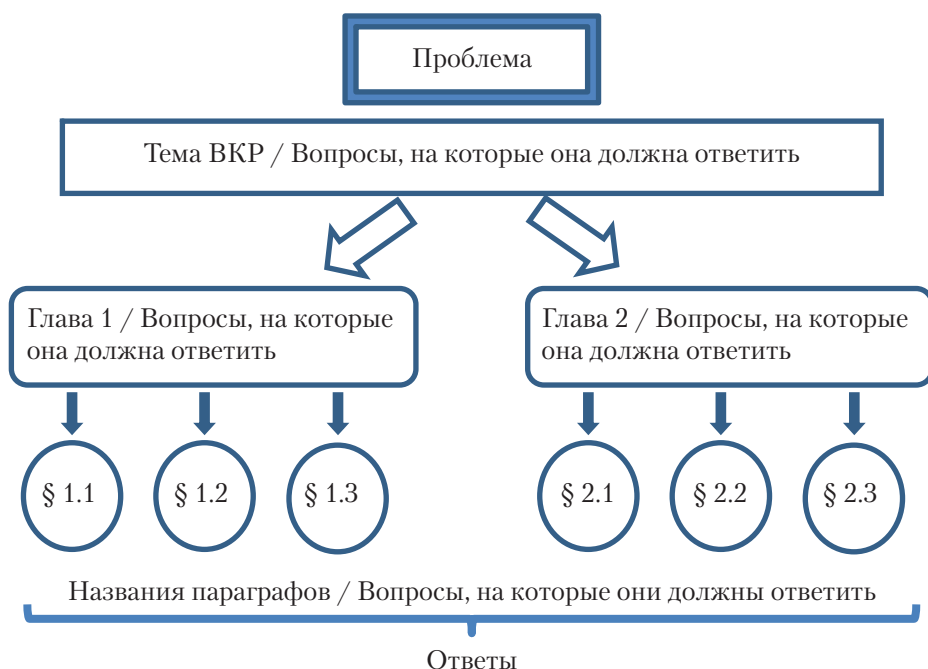 Проблема
Тема ВКР / Вопросы, на которые она должна ответить
Глава 1 / Вопросы, на которые
она должна ответить
Глава 2 / Вопросы, на которые
она должна ответить
§ 1.1
§ 1.2
§ 1.3
§ 2.1
§ 2.2
§ 2.3
Названия параграфов / Вопросы, на которые они должны ответить
Ответы